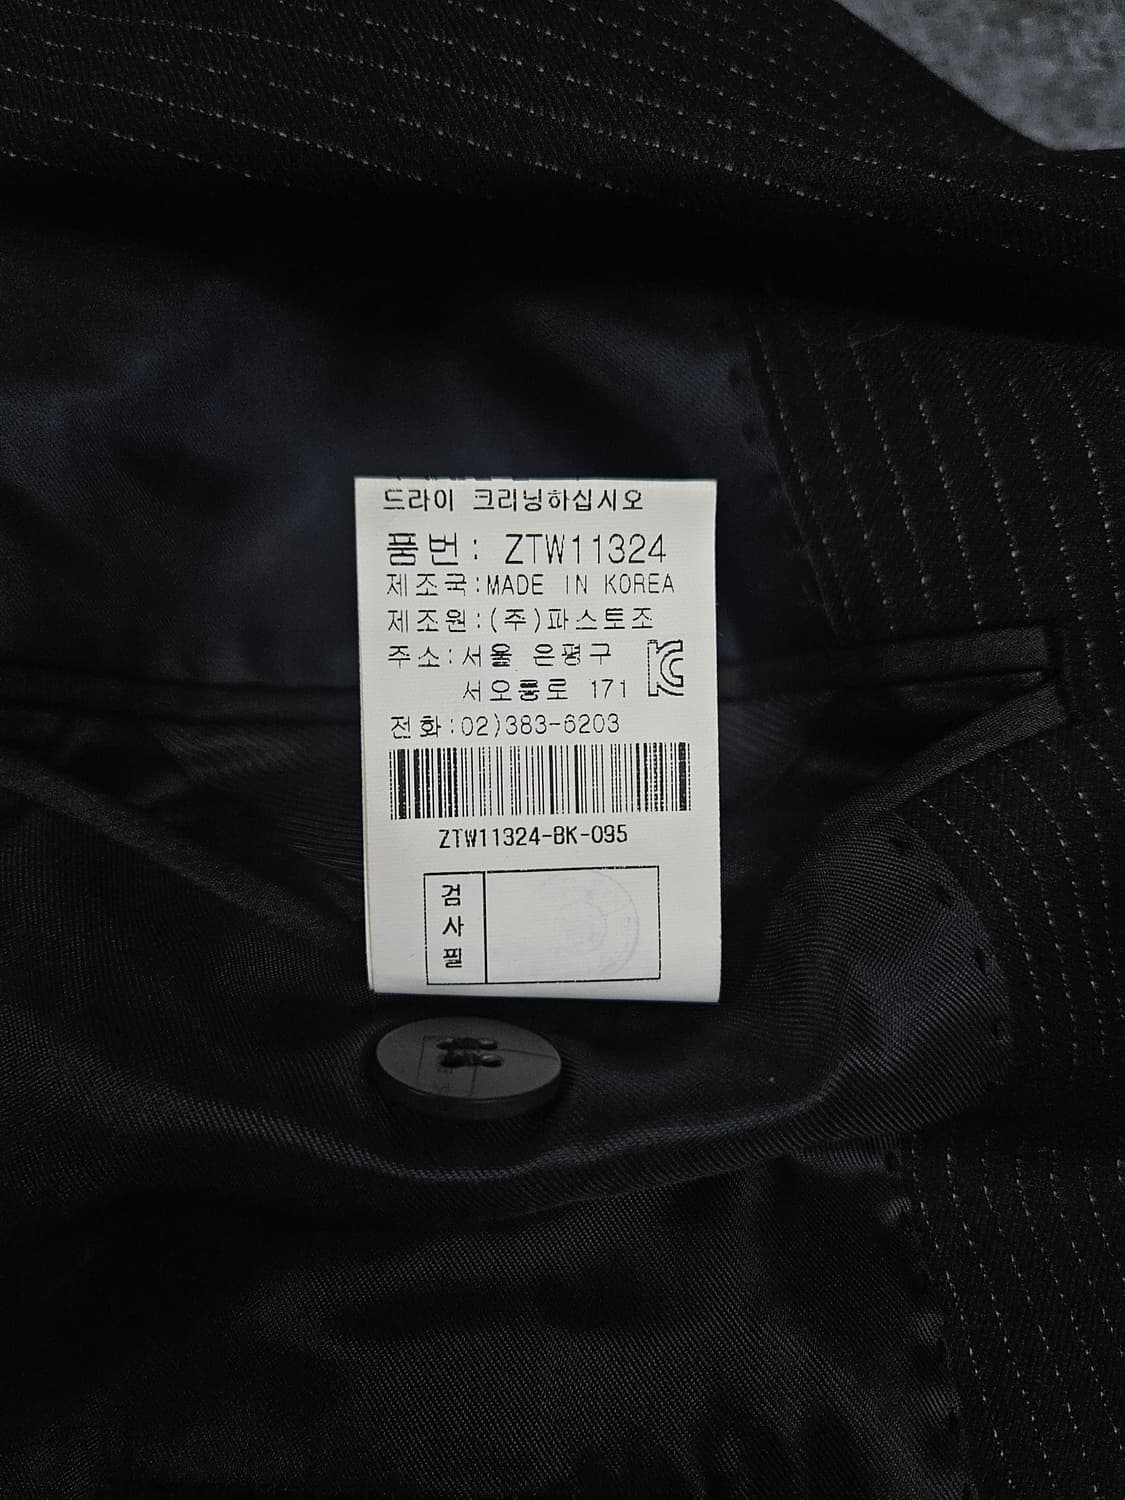 드라이 크리닝하십시오
품번: ZTW11324
제조국:MADE IN KOREA
제조원:(주)파스토조
주소:서울 은평구
서오릉로 171
KC
전화:02)383-6203
ZTW11324-BK-095
검사필